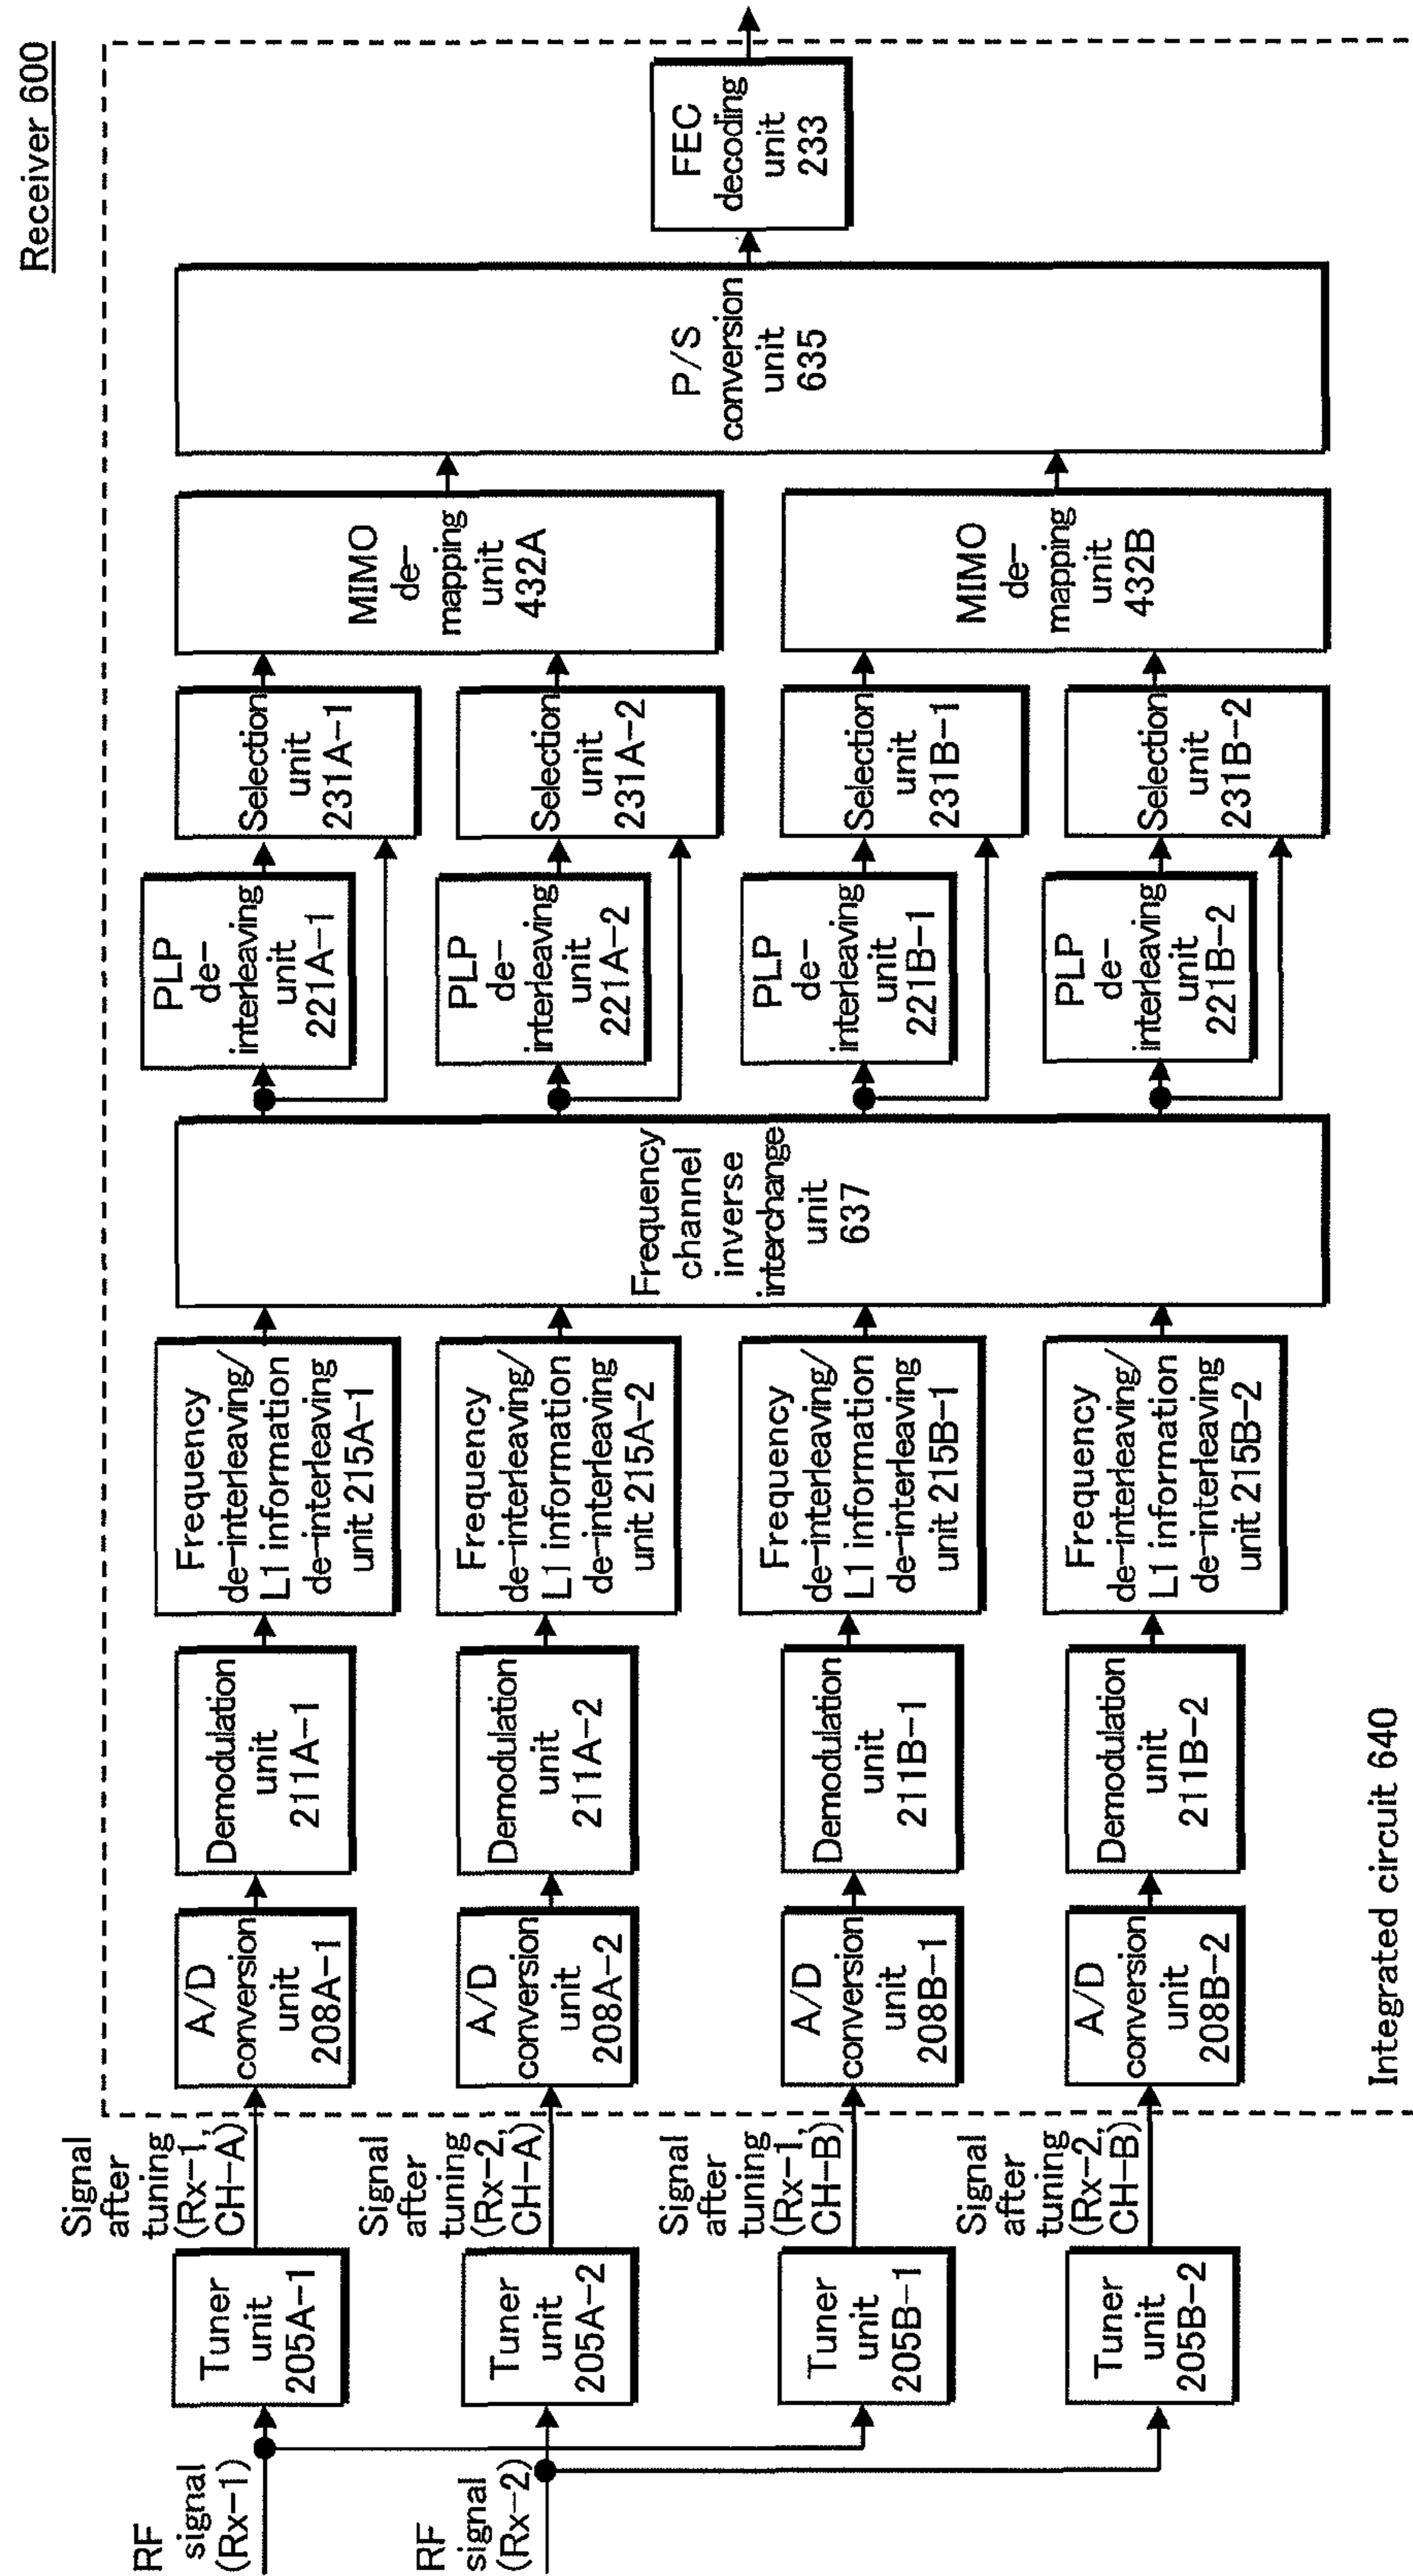 Receiver 600
RF
signal
(Rx-1)
RF
signal
(Rx-2)
Tuner
unit
205A-1
Tuner
unit
205A-2
Tuner
unit
205B-1
Tuner
unit
205B-2
Signal
after
tuning
(Rx-1,
CH-A)
Signal
after
tuning
(Rx-2,
CH-A)
Signal
after
tuning
(Rx-1,
CH-B)
Signal
after
tuning
(Rx-2,
CH-B)
A/D
conversion
unit
208A-1
A/D
conversion
unit
208A-2
A/D
conversion
unit
208B-1
A/D
conversion
unit
208B-2
Demodulation
unit
211A-1
Demodulation
unit
211A-2
Demodulation
unit
211B-1
Demodulation
unit
211B-2
Frequency
de-interleaving/
L1 information
de-interleaving
unit 215A-1
Frequency
de-interleaving/
L1 information
de-interleaving
unit 215A-2
Frequency
de-interleaving/
L1 information
de-interleaving
unit 215B-1
Frequency
de-interleaving/
L1 information
de-interleaving
unit 215B-2
Frequency
channel
inverse
interchange
unit
637
PLP
de-
interleaving
unit
221A-1
PLP
de-
interleaving
unit
221A-2
PLP
de-
interleaving
unit
221B-1
PLP
de-
interleaving
unit
221B-2
Selection
unit
231A-1
Selection
unit
231A-2
Selection
unit
231B-1
Selection
unit
231B-2
MIMO
de-
mapping
unit
432A
MIMO
de-
mapping
unit
432B
P/S
conversion
unit
635
FEC
decoding
unit
233
Integrated circuit 640